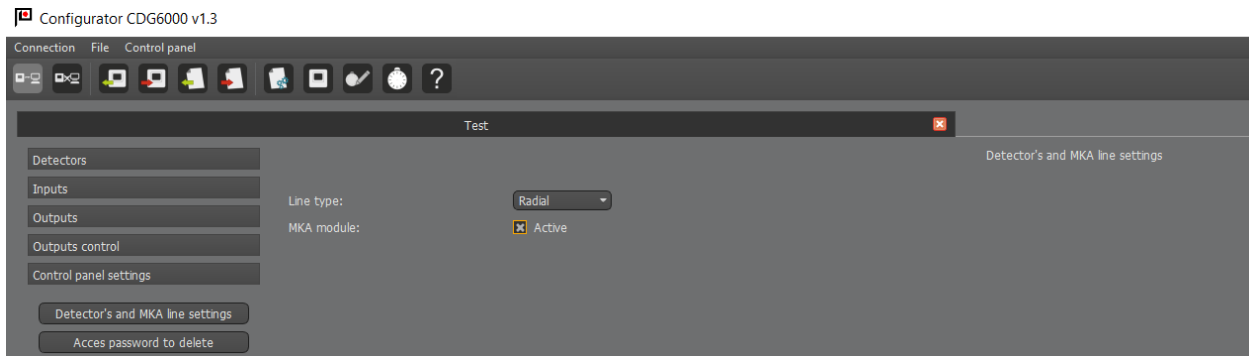 Configurator CDG6000 v1.3
Connection File Control panel
?
Test
Detectors
Inputs
Outputs
Outputs control
Control panel settings
Detector's and MKA line settings
Acces password to delete
Line type: Radial
MKA module: Active
Detector's and MKA line settings